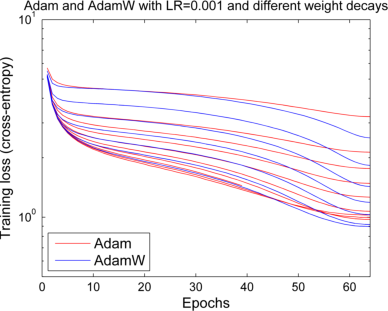 Adam and AdamW with LR=0.001 and different weight decays
10^1
Training loss (cross-entropy)
10^0
Adam
AdamW
0 10 20 30 40 50 60
Epochs